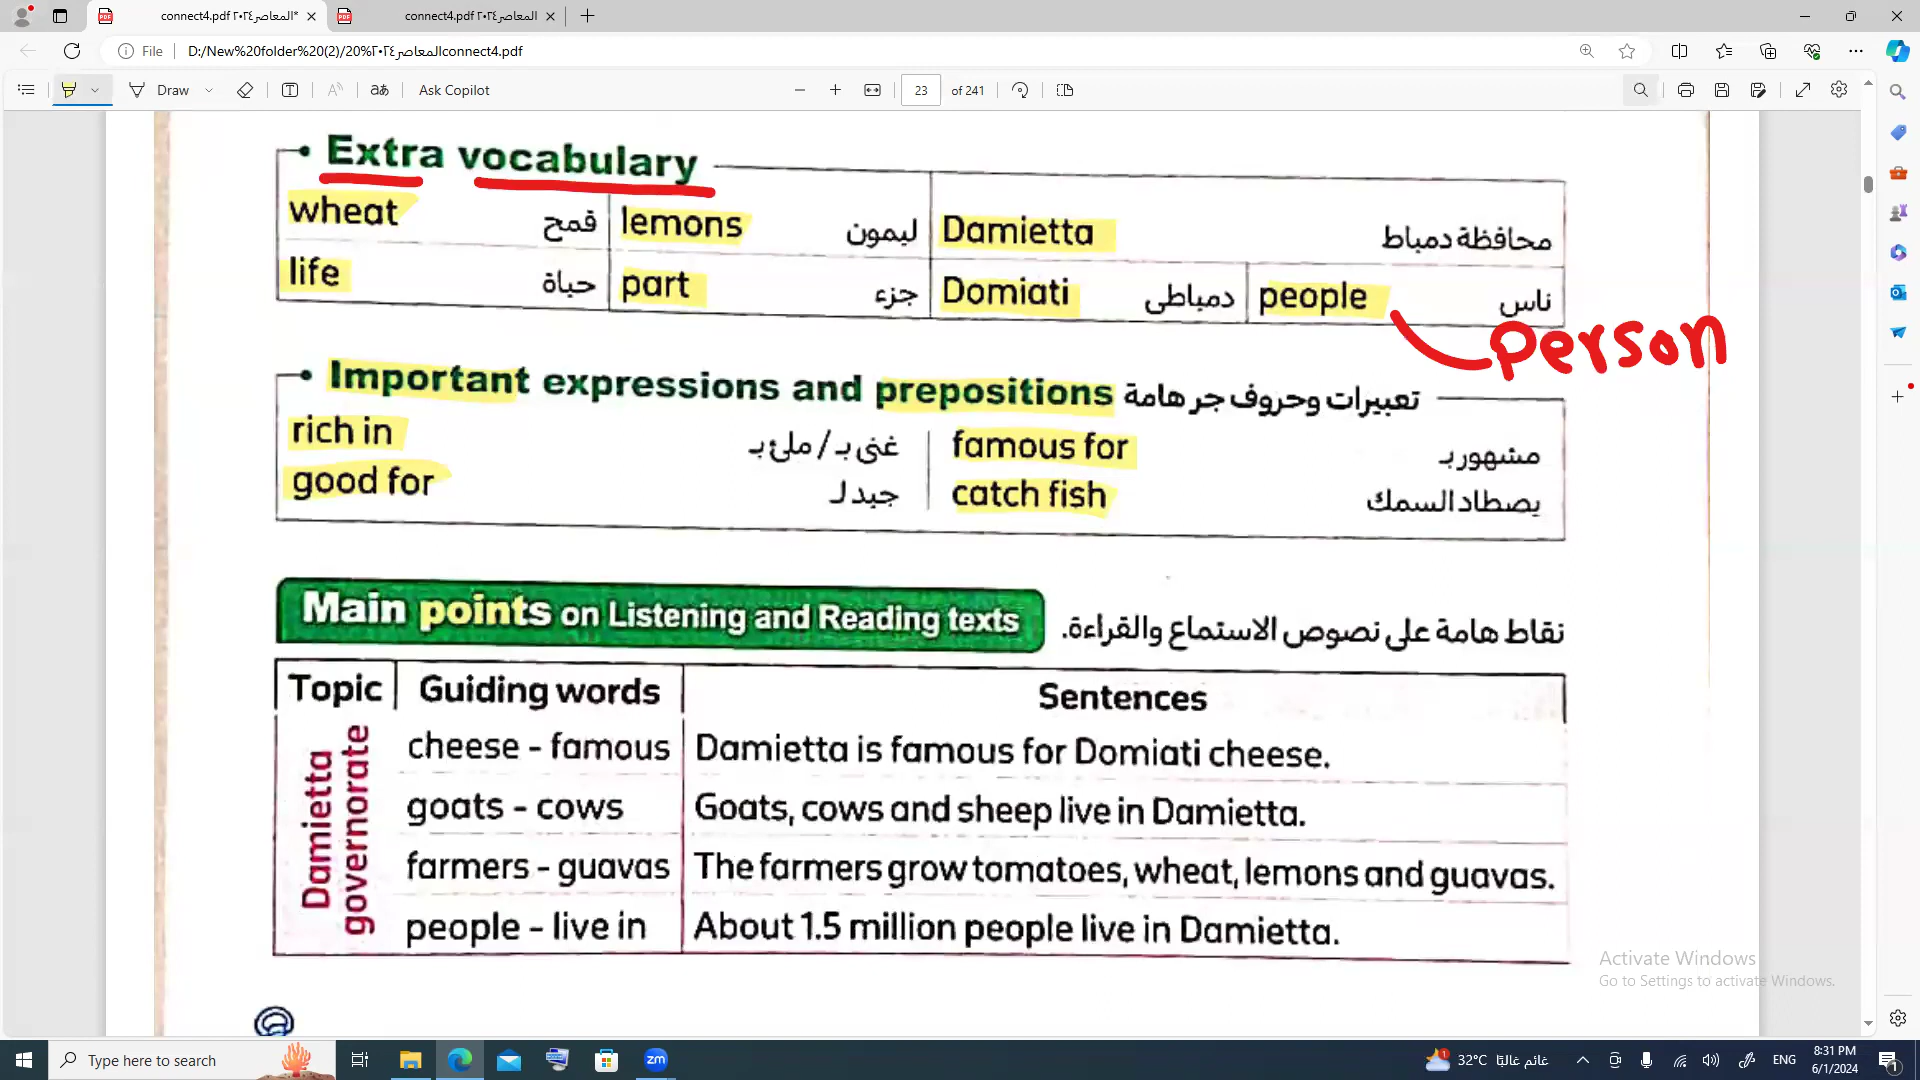 connect4.pdf المعاصر٢٠٢٤*
connect4.pdf المعاصر٢٠٢٤
File
D:/New%20folder%20(2)/20%المعاصر٢٠٢٤connect4.pdf
Draw
Ask Copilot
23 of 241
Extra vocabulary
wheat قمح lemons ليمون Damietta محافظة دمياط
life حياة part جزء Domiati دمياطى people ناس
person
Important expressions and prepositions تعبيرات وحروف جر هامة
rich in غنى بـ / ملئ بـ famous for مشهور بـ
good for جيد لـ catch fish يصطاد السمك
Main points on Listening and Reading texts نقاط هامة على نصوص الاستماع والقراءة.
Topic Guiding words Sentences
Damietta governorate
cheese - famous Damietta is famous for Domiati cheese.
goats - cows Goats, cows and sheep live in Damietta.
farmers - guavas The farmers grow tomatoes, wheat, lemons and guavas.
people - live in About 1.5 million people live in Damietta.
Activate Windows
Go to Settings to activate Windows.
Type here to search
32°C غائم غالبًا
ENG
8:31 PM
6/1/2024